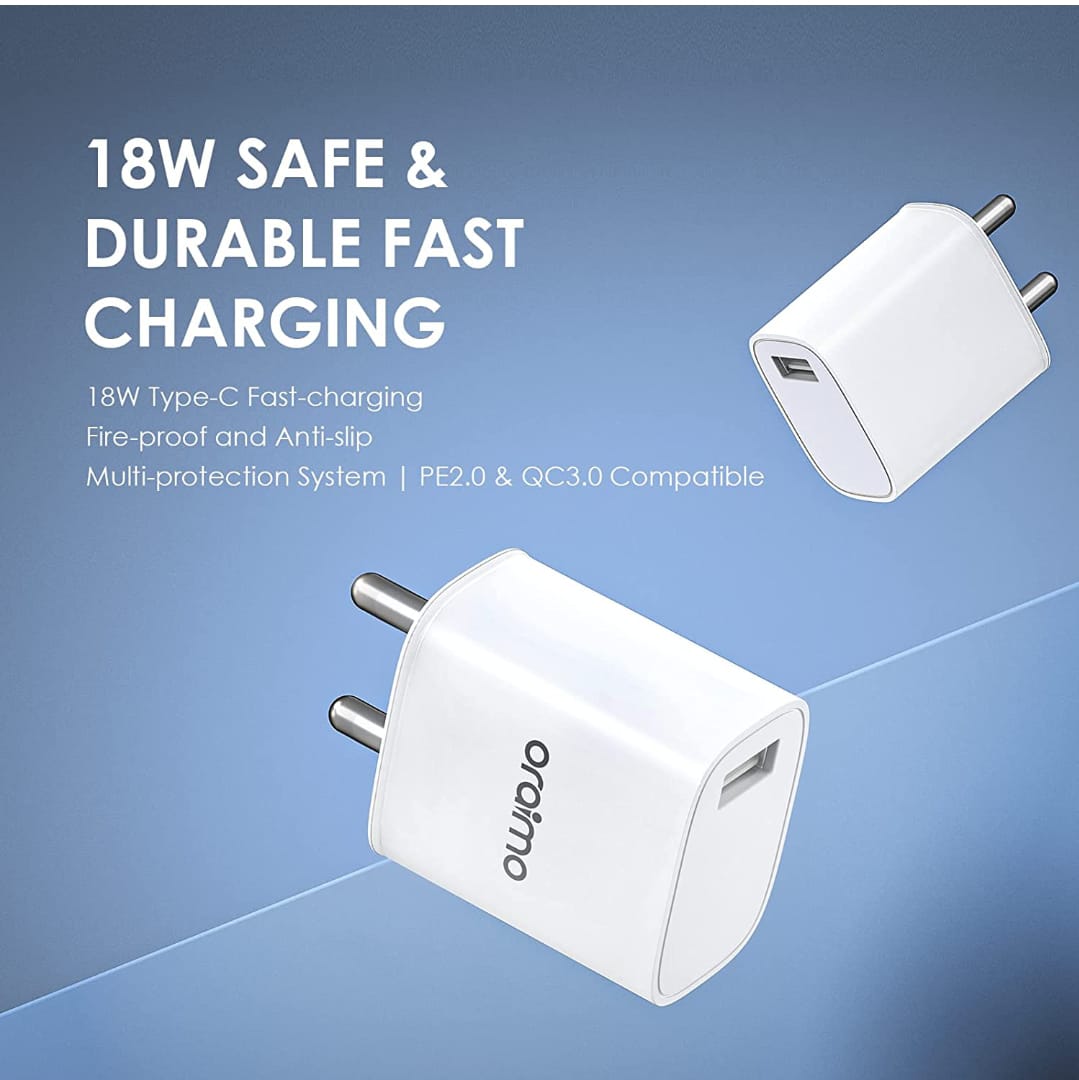 18W SAFE &
DURABLE FAST
CHARGING
18W Type-C Fast-charging
Fire-proof and Anti-slip
Multi-protection System | PE2.0 & QC3.0 Compatible
oraimo